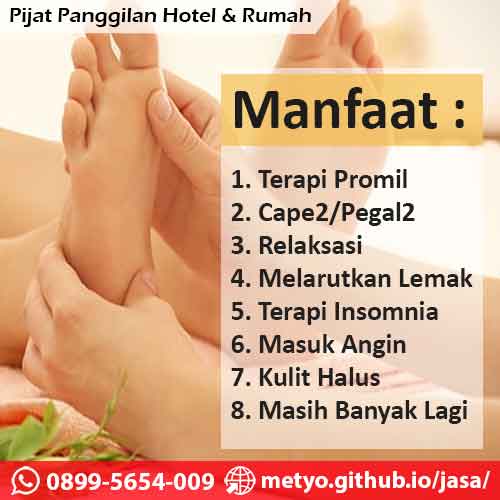 Pijat Panggilan Hotel & Rumah
Manfaat :
1. Terapi Promil
2. Cape2/Pegal2
3. Relaksasi
4. Melarutkan Lemak
5. Terapi Insomnia
6. Masuk Angin
7. Kulit Halus
8. Masih Banyak Lagi
0899-5654-009 metyo.github.io/jasa/